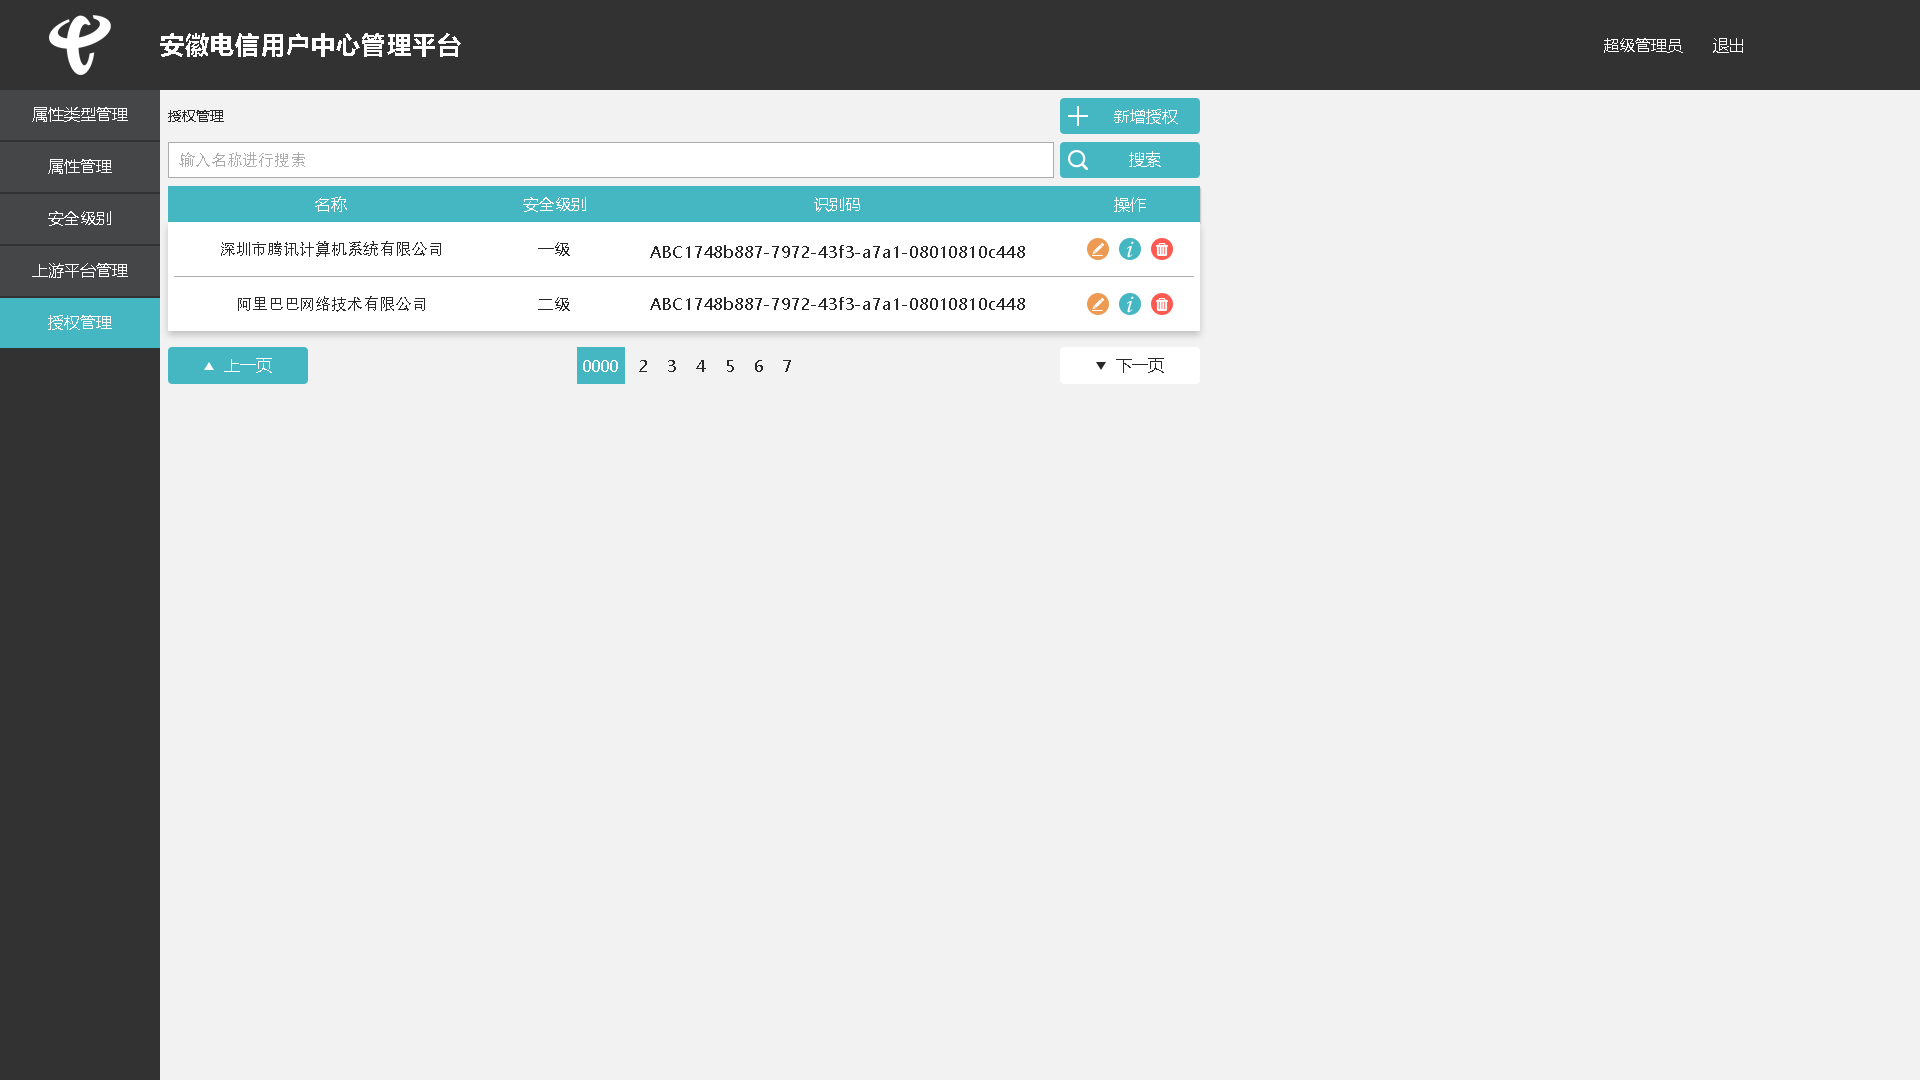 安徽电信用户中心管理平台
超级管理员 退出
属性类型管理
属性管理
安全级别
上游平台管理
授权管理
授权管理
新增授权
输入名称进行搜索
搜索
名称 安全级别 识别码 操作
深圳市腾讯计算机系统有限公司 一级 ABC1748b887-7972-43f3-a7a1-08010810c448
阿里巴巴网络技术有限公司 二级 ABC1748b887-7972-43f3-a7a1-08010810c448
上一页 0000 2 3 4 5 6 7 下一页